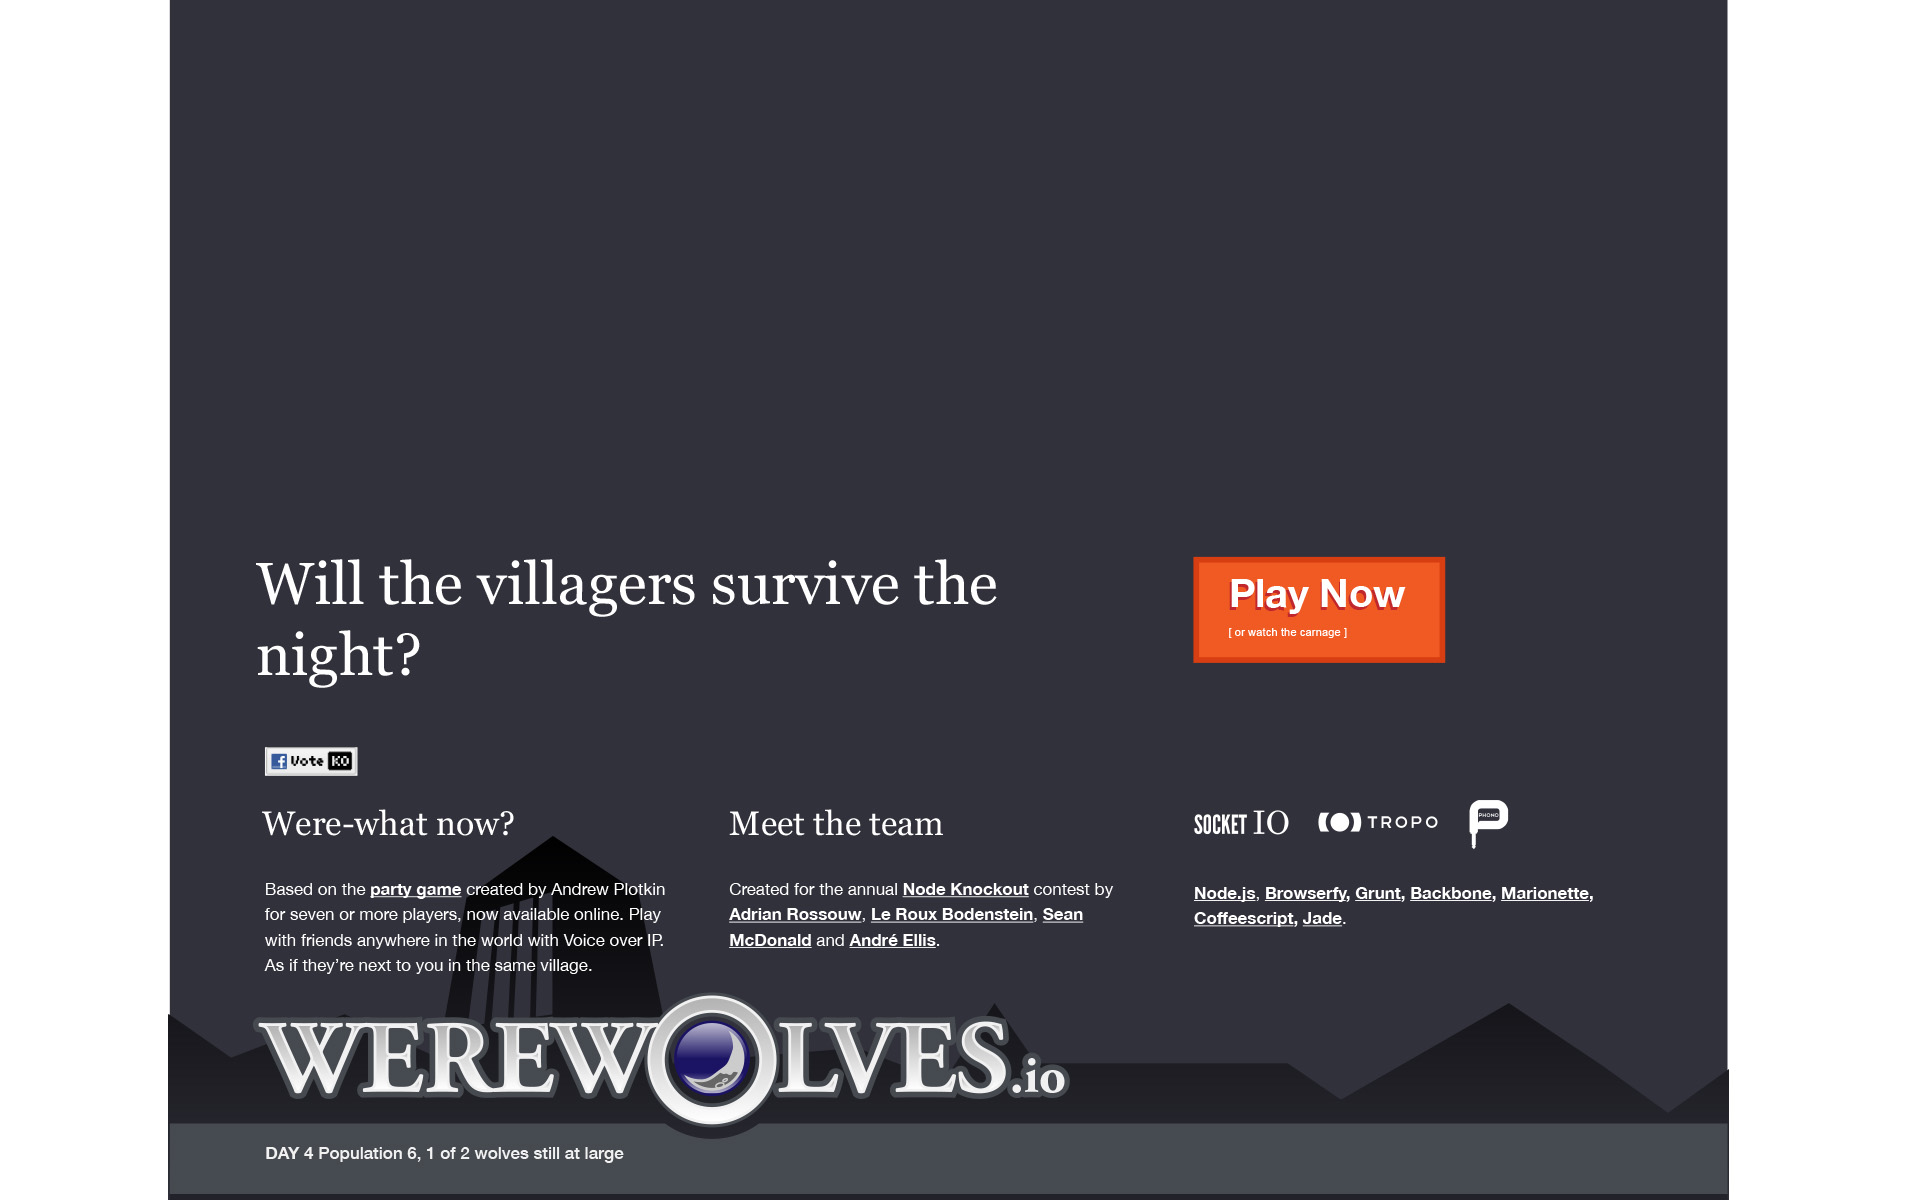 Will the villagers survive the
night?
Play Now
[ or watch the carnage ]
f Vote KO
Were-what now?
Based on the party game created by Andrew Plotkin
for seven or more players, now available online. Play
with friends anywhere in the world with Voice over IP.
As if they’re next to you in the same village.
Meet the team
Created for the annual Node Knockout contest by
Adrian Rossouw, Le Roux Bodenstein, Sean
McDonald and André Ellis.
SOCKET IO
TROPO
PHONO
Node.js, Browserfy, Grunt, Backbone, Marionette,
Coffeescript, Jade.
WEREWOLVES.io
DAY 4 Population 6, 1 of 2 wolves still at large